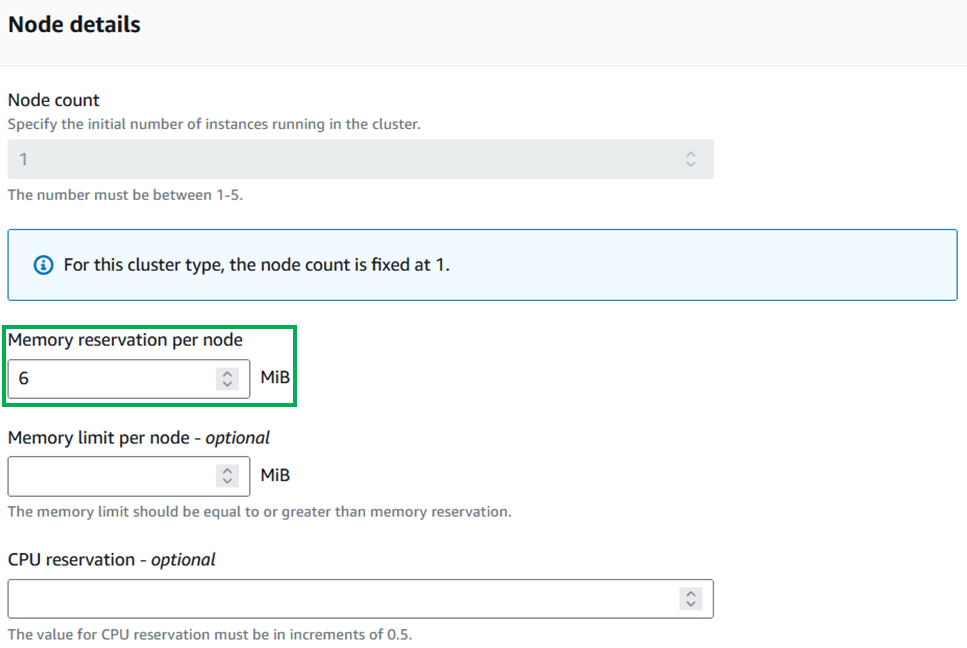 Node details
Node count
Specify the initial number of instances running in the cluster.
1
The number must be between 1-5.
For this cluster type, the node count is fixed at 1.
Memory reservation per node
6 MiB
Memory limit per node - optional
MiB
The memory limit should be equal to or greater than memory reservation.
CPU reservation - optional
The value for CPU reservation must be in increments of 0.5.